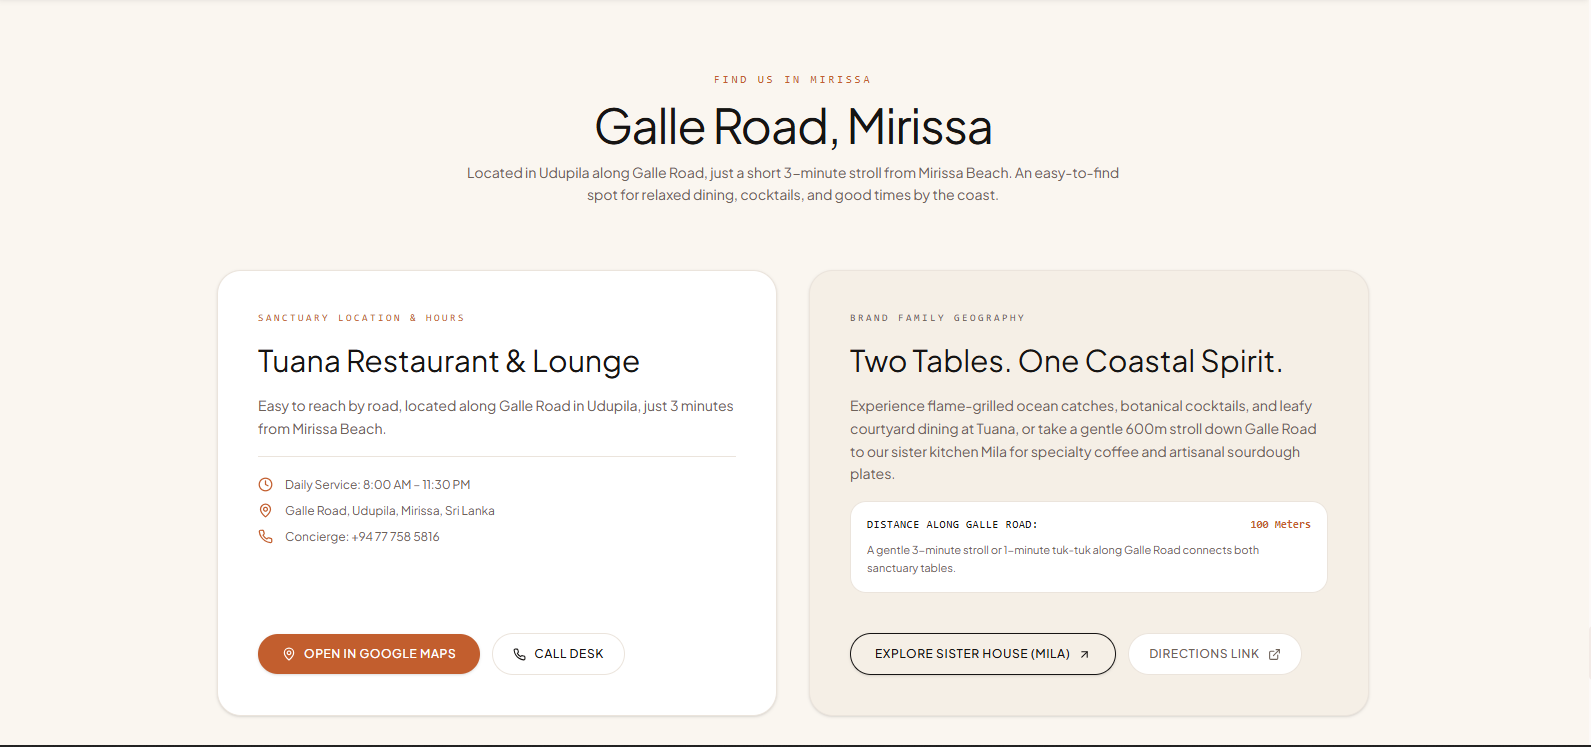 FIND US IN MIRISSA
Galle Road, Mirissa
Located in Udupila along Galle Road, just a short 3-minute stroll from Mirissa Beach. An easy-to-find
spot for relaxed dining, cocktails, and good times by the coast.
SANCTUARY LOCATION & HOURS
Tuana Restaurant & Lounge
Easy to reach by road, located along Galle Road in Udupila, just 3 minutes
from Mirissa Beach.
Daily Service: 8:00 AM – 11:30 PM
Galle Road, Udupila, Mirissa, Sri Lanka
Concierge: +94 77 758 5816
OPEN IN GOOGLE MAPS
CALL DESK
BRAND FAMILY GEOGRAPHY
Two Tables. One Coastal Spirit.
Experience flame-grilled ocean catches, botanical cocktails, and leafy
courtyard dining at Tuana, or take a gentle 600m stroll down Galle Road
to our sister kitchen Mila for specialty coffee and artisanal sourdough
plates.
DISTANCE ALONG GALLE ROAD: 100 Meters
A gentle 3-minute stroll or 1-minute tuk-tuk along Galle Road connects both
sanctuary tables.
EXPLORE SISTER HOUSE (MILA)
DIRECTIONS LINK